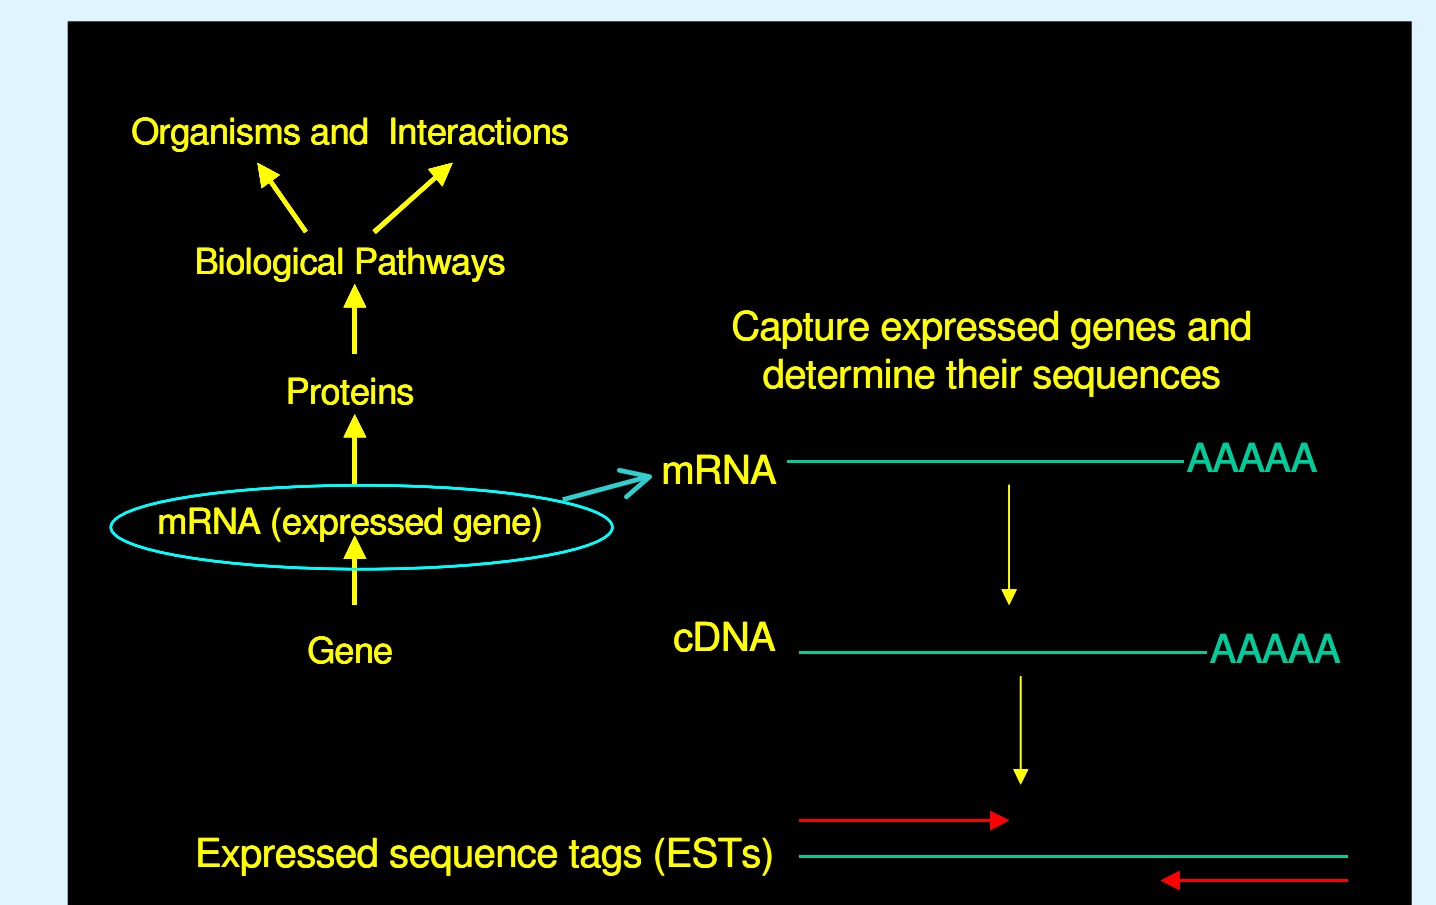 Organisms and  Interactions
Biological Pathways
Proteins
mRNA (expressed gene)
Gene
Capture expressed genes and
determine their sequences
mRNA AAAAA
cDNA AAAAA
Expressed sequence tags (ESTs)